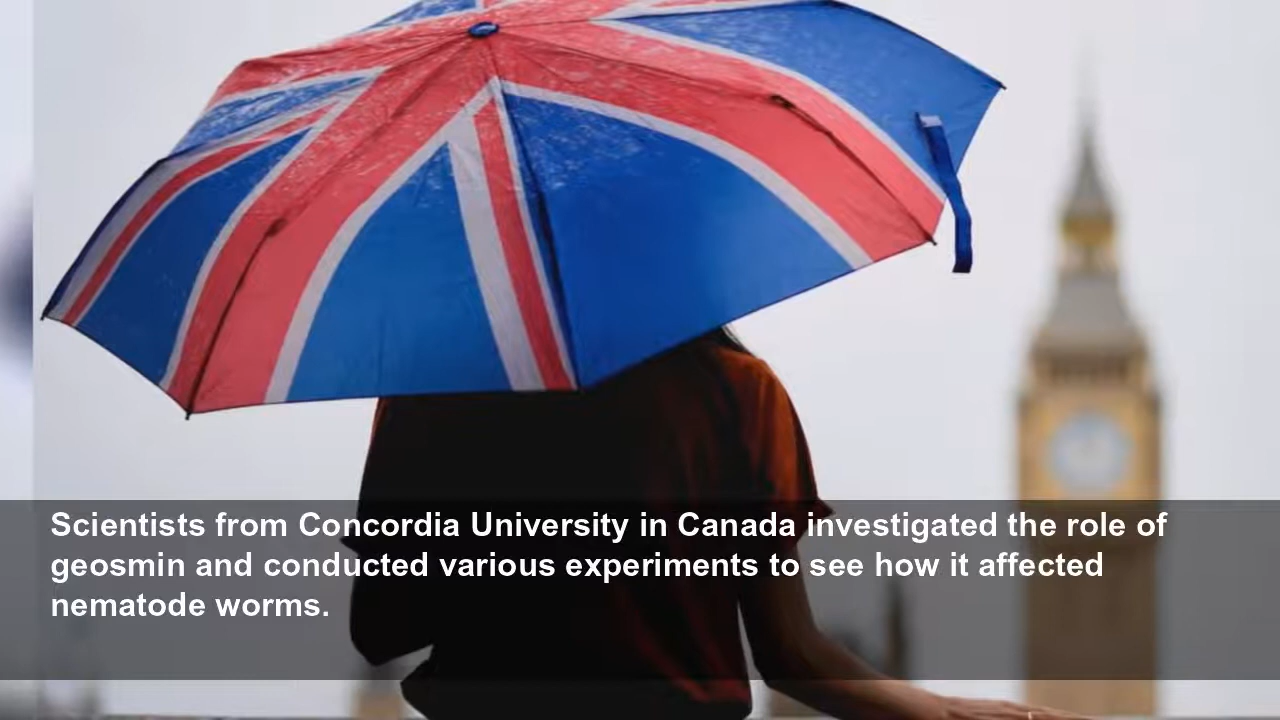 Scientists from Concordia University in Canada investigated the role of
geosmin and conducted various experiments to see how it affected
nematode worms.